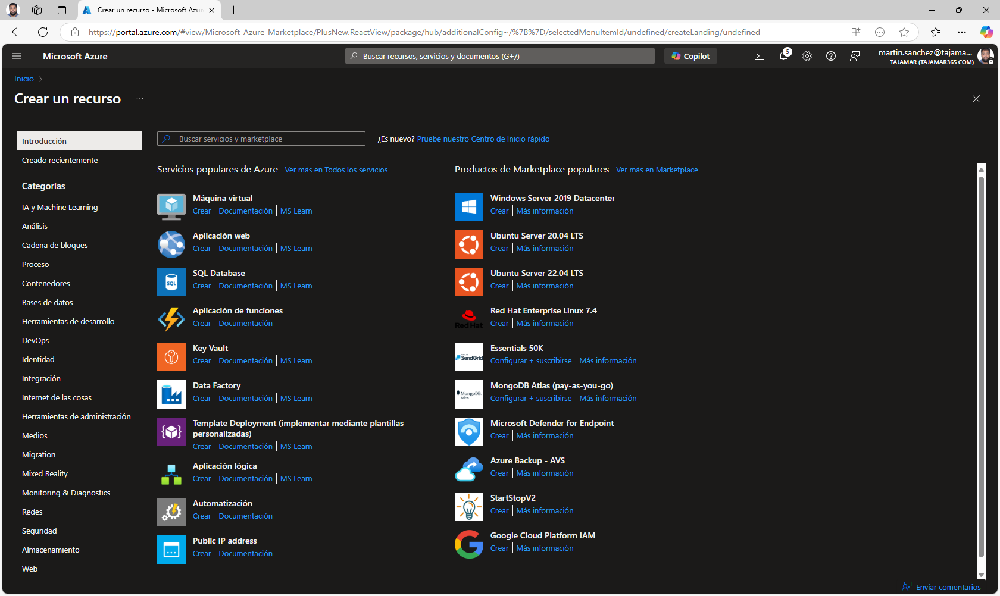 Crear un recurso - Microsoft Azur
https://portal.azure.com/#view/Microsoft_Azure_Marketplace/PlusNew.ReactView/package/hub/additionalConfig~/%7B%7D/selectedMenuItemId/undefined/createLanding/undefined
Microsoft Azure
Buscar recursos, servicios y documentos (G+/)
Copilot
5
martin.sanchez@tajama...
TAJAMAR (TAJAMAR365.COM)
Inicio >
Crear un recurso ...
Introducción
Creado recientemente
Categorías
IA y Machine Learning
Análisis
Cadena de bloques
Proceso
Contenedores
Bases de datos
Herramientas de desarrollo
DevOps
Identidad
Integración
Internet de las cosas
Herramientas de administración
Medios
Migration
Mixed Reality
Monitoring & Diagnostics
Redes
Seguridad
Almacenamiento
Web
Buscar servicios y marketplace
¿Es nuevo? Pruebe nuestro Centro de Inicio rápido
Servicios populares de Azure Ver más en Todos los servicios
Máquina virtual
Crear | Documentación | MS Learn
Aplicación web
Crear | Documentación | MS Learn
SQL
SQL Database
Crear | Documentación | MS Learn
Aplicación de funciones
Crear | Documentación
Key Vault
Crear | Documentación | MS Learn
Data Factory
Crear | Documentación | MS Learn
Template Deployment (implementar mediante plantillas
personalizadas)
Crear | Documentación | MS Learn
Aplicación lógica
Crear | Documentación | MS Learn
Automatización
Crear | Documentación
Public IP address
Crear | Documentación
Productos de Marketplace populares Ver más en Marketplace
Windows Server 2019 Datacenter
Crear | Más información
Ubuntu Server 20.04 LTS
Crear | Más información
Ubuntu Server 22.04 LTS
Crear | Más información
Red Hat
Red Hat Enterprise Linux 7.4
Crear | Más información
SendGrid
Essentials 50K
Configurar + suscribirse | Más información
MongoDB.
Atlas
MongoDB Atlas (pay-as-you-go)
Configurar + suscribirse | Más información
Microsoft Defender for Endpoint
Crear | Más información
Azure Backup - AVS
Crear | Más información
StartStopV2
Crear | Más información
Google Cloud Platform IAM
Crear | Más información
Enviar comentarios